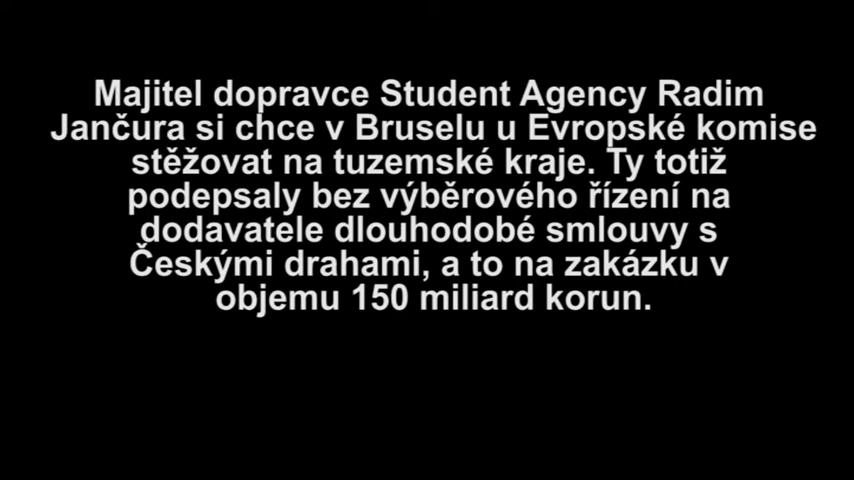 Majitel dopravce Student Agency Radim
Jančura si chce v Bruselu u Evropské komise
stěžovat na tuzemské kraje. Ty totiž
podepsaly bez výběrového řízení na
dodavatele dlouhodobé smlouvy s
Českými drahami, a to na zakázku v
objemu 150 miliard korun.